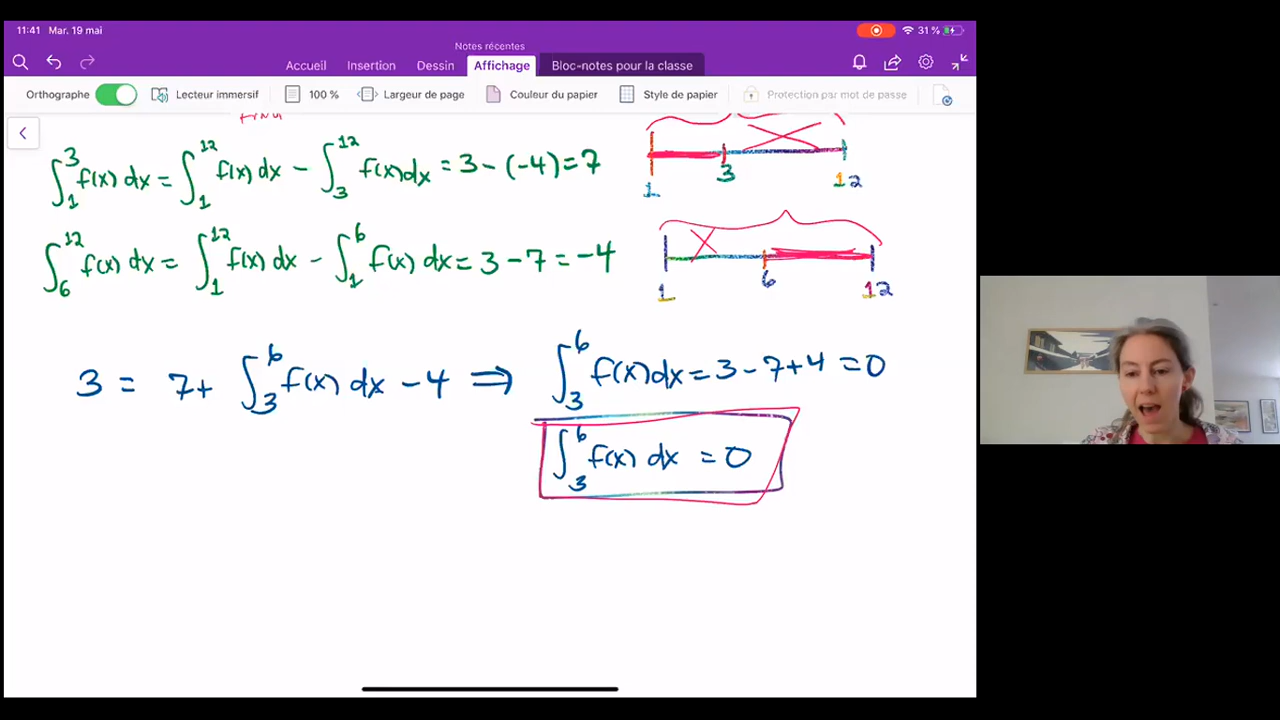 11:41 Mar. 19 mai
31 %
Notes récentes
Accueil Insertion Dessin Affichage Bloc-notes pour la classe
Orthographe Lecteur immersif 100 % Largeur de page Couleur du papier Style de papier Protection par mot de passe
∫₁³ f(x) dx = ∫₁¹² f(x) dx − ∫₃¹² f(x) dx = 3 − (−4) = 7
1 3 12
∫₆¹² f(x) dx = ∫₁¹² f(x) dx − ∫₁⁶ f(x) dx = 3 − 7 = −4
1 6 12
3 = 7 + ∫₃⁶ f(x) dx − 4 ⇒ ∫₃⁶ f(x) dx = 3 − 7 + 4 = 0
∫₃⁶ f(x) dx = 0